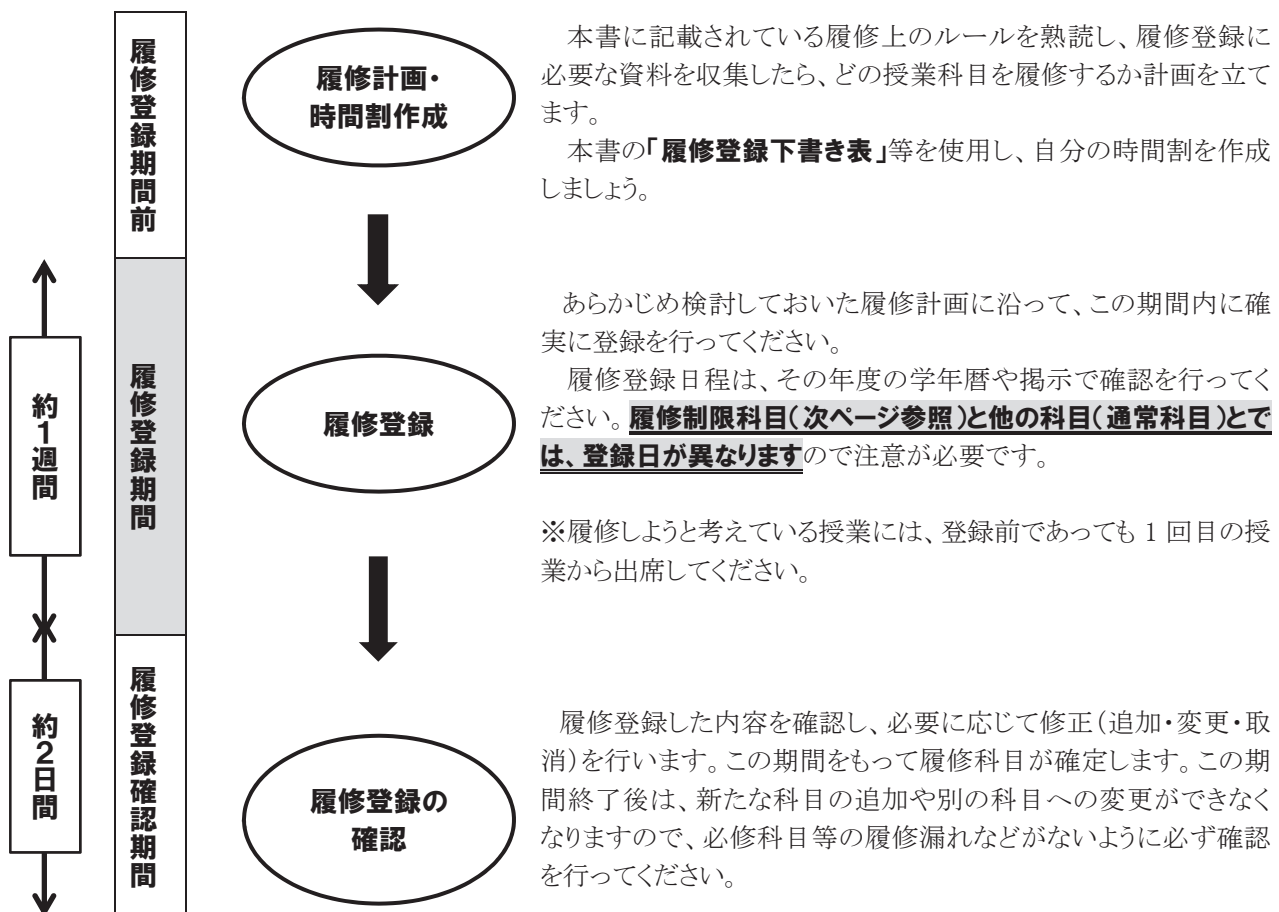 履修登録期間前
履修計画・
時間割作成
本書に記載されている履修上のルールを熟読し、履修登録に
必要な資料を収集したら、どの授業科目を履修するか計画を立て
ます。
本書の「履修登録下書き表」等を使用し、自分の時間割を作成
しましょう。
約1週間
履修登録期間
履修登録
あらかじめ検討しておいた履修計画に沿って、この期間内に確
実に登録を行ってください。
履修登録日程は、その年度の学年暦や掲示で確認を行ってく
ださい。履修制限科目(次ページ参照)と他の科目(通常科目)とで
は、登録日が異なりますので注意が必要です。
※履修しようと考えている授業には、登録前であっても 1 回目の授
業から出席してください。
約2日間
履修登録確認期間
履修登録の
確認
履修登録した内容を確認し、必要に応じて修正(追加・変更・取
消)を行います。この期間をもって履修科目が確定します。この期
間終了後は、新たな科目の追加や別の科目への変更ができなく
なりますので、必修科目等の履修漏れなどがないように必ず確認
を行ってください。